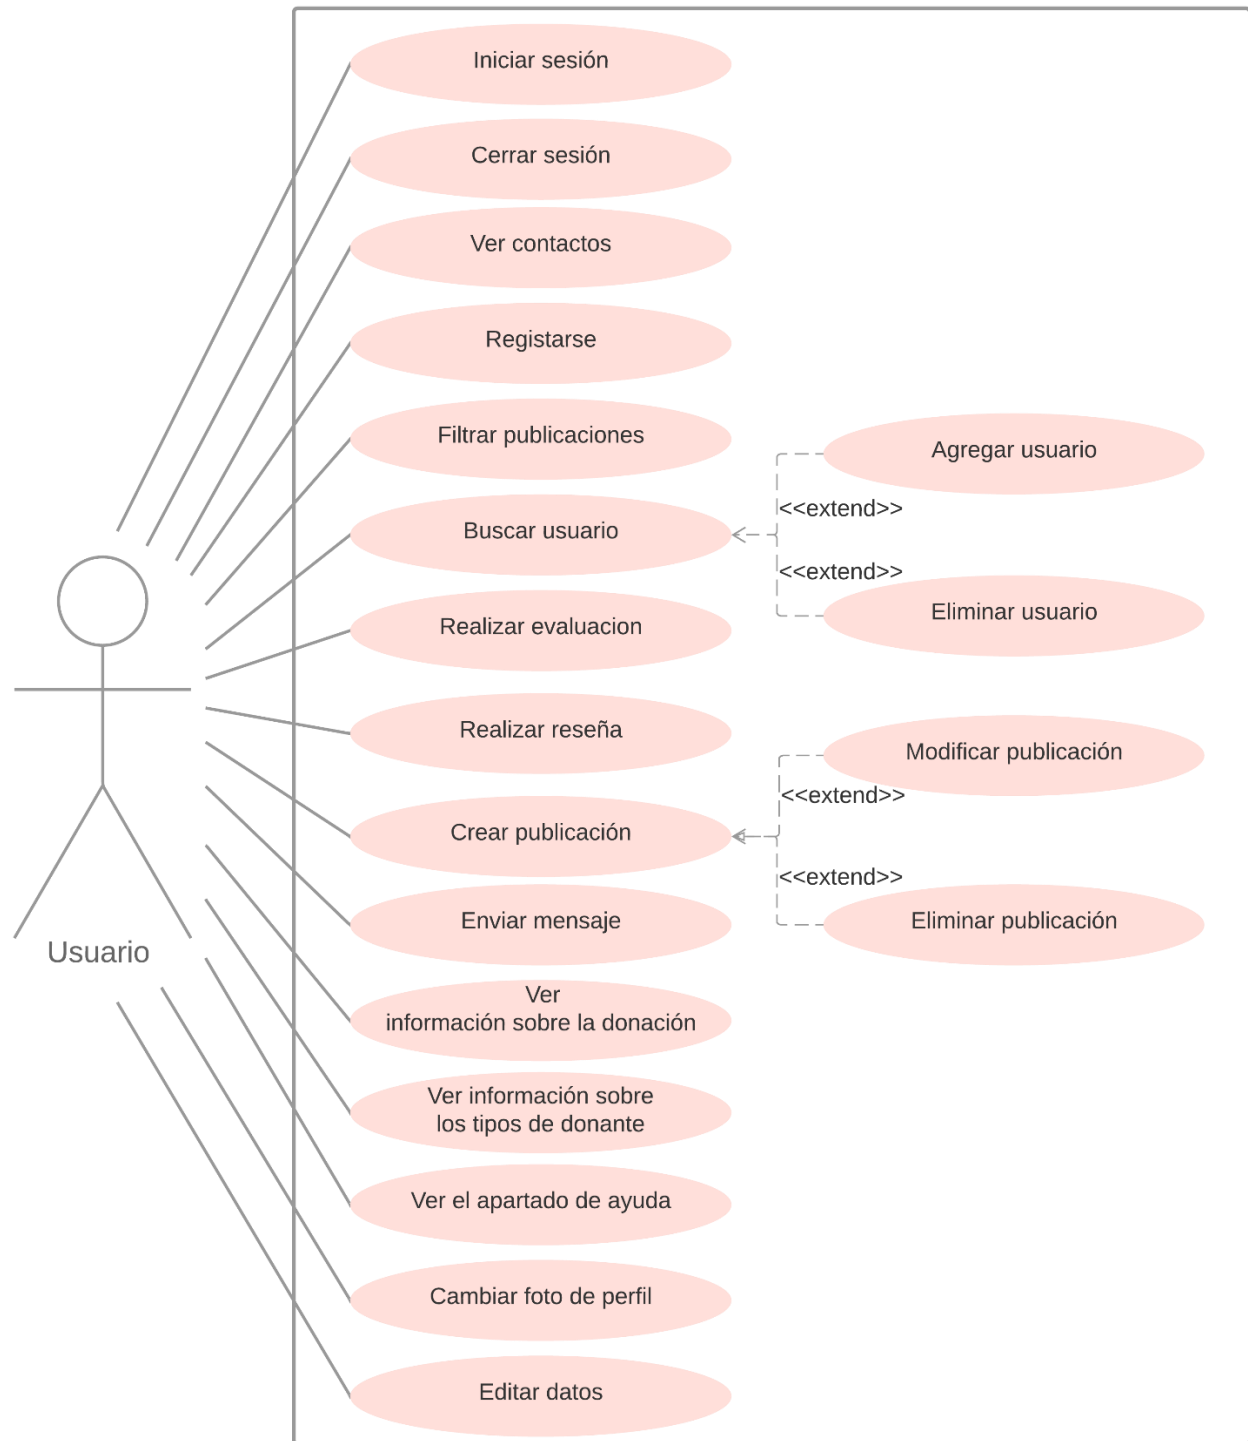 Iniciar sesión
Cerrar sesión
Ver contactos
Registarse
Filtrar publicaciones
Buscar usuario
Agregar usuario
<<extend>>
<<extend>>
Eliminar usuario
Realizar evaluacion
Realizar reseña
Crear publicación
Modificar publicación
<<extend>>
<<extend>>
Eliminar publicación
Enviar mensaje
Usuario
Ver
información sobre la donación
Ver información sobre
los tipos de donante
Ver el apartado de ayuda
Cambiar foto de perfil
Editar datos